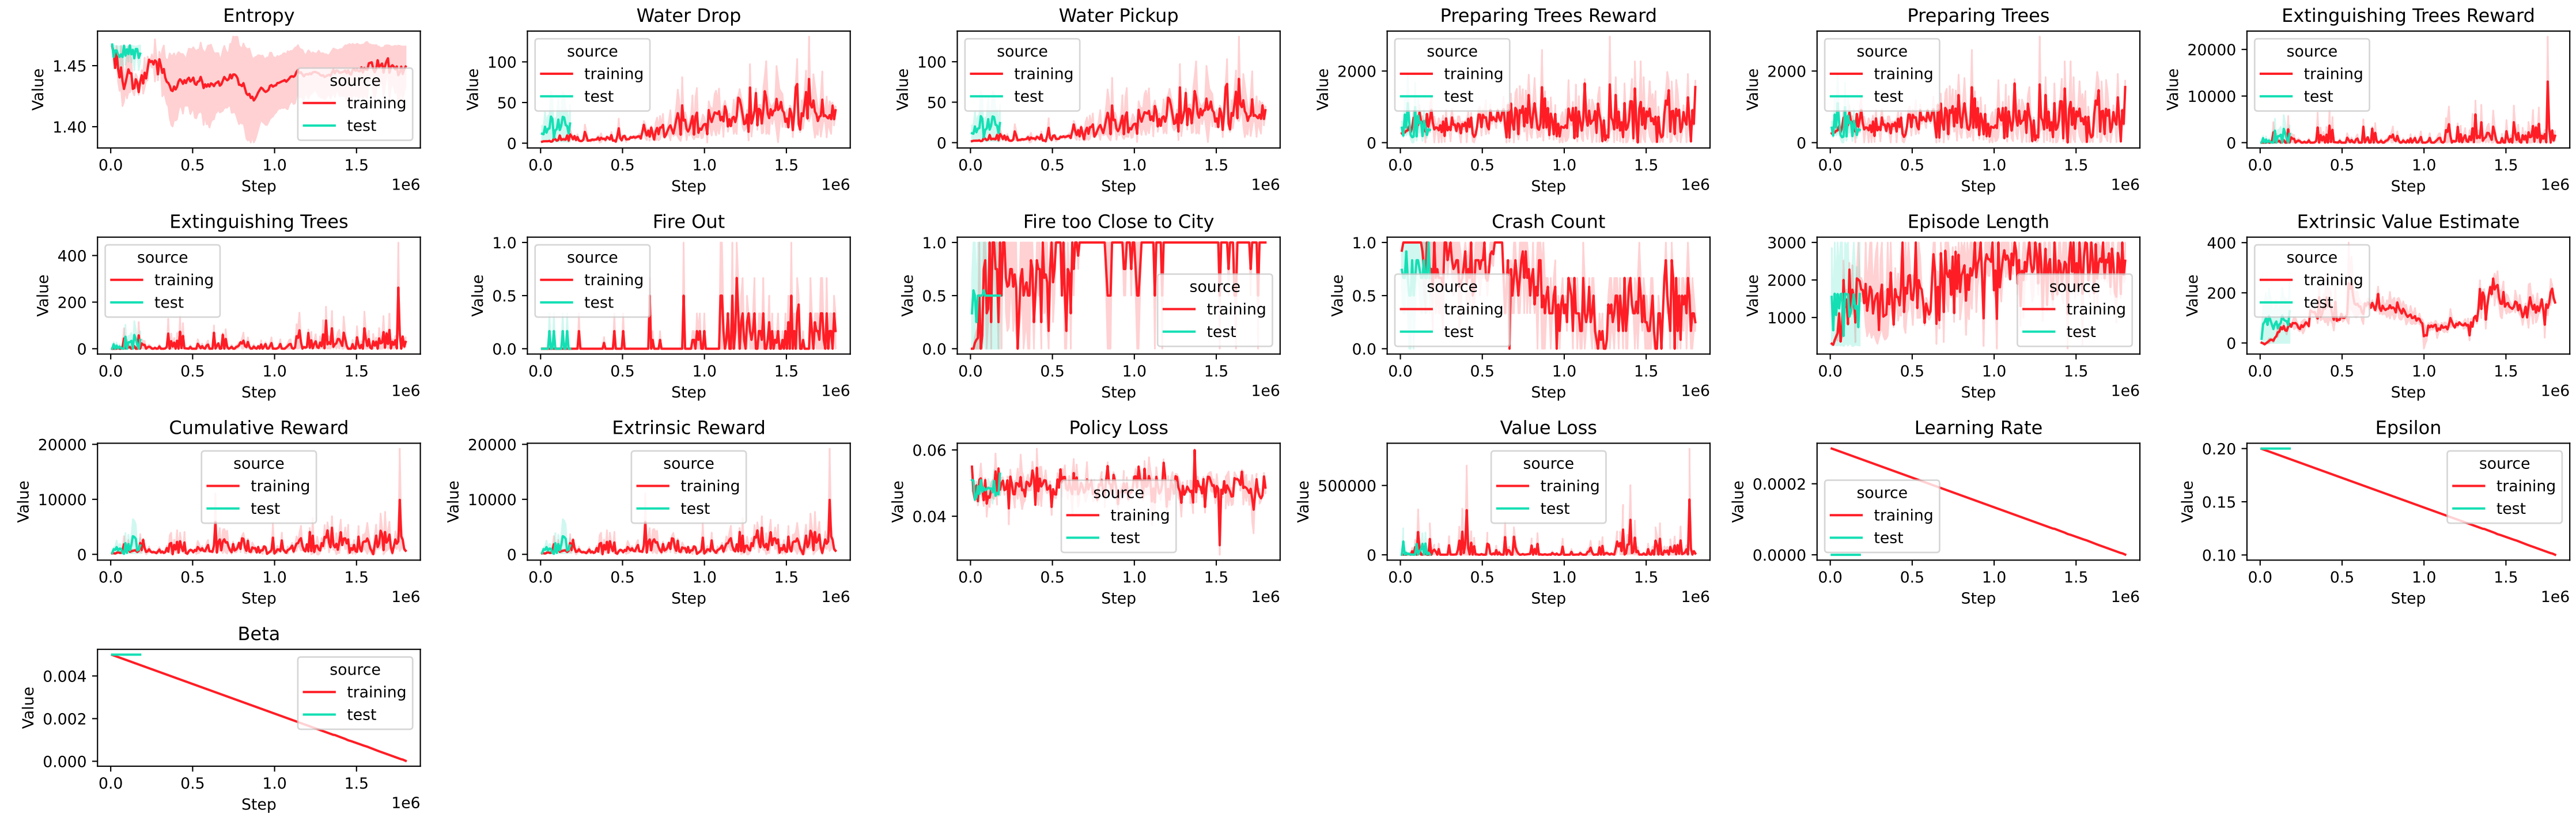 Entropy
Value
1.45
1.40
source
training
test
0.0 0.5 1.0 1.5
Step
1e6
Water Drop
Value
100
50
0
source
training
test
0.0 0.5 1.0 1.5
Step
1e6
Water Pickup
Value
100
50
0
source
training
test
0.0 0.5 1.0 1.5
Step
1e6
Preparing Trees Reward
Value
2000
0
source
training
test
0.0 0.5 1.0 1.5
Step
1e6
Preparing Trees
Value
2000
0
source
training
test
0.0 0.5 1.0 1.5
Step
1e6
Extinguishing Trees Reward
Value
20000
10000
0
source
training
test
0.0 0.5 1.0 1.5
Step
1e6
Extinguishing Trees
Value
400
200
0
source
training
test
0.0 0.5 1.0 1.5
Step
1e6
Fire Out
Value
1.0
0.5
0.0
source
training
test
0.0 0.5 1.0 1.5
Step
1e6
Fire too Close to City
Value
1.0
0.5
0.0
source
training
test
0.0 0.5 1.0 1.5
Step
1e6
Crash Count
Value
1.0
0.5
0.0
source
training
test
0.0 0.5 1.0 1.5
Step
1e6
Episode Length
Value
3000
2000
1000
source
training
test
0.0 0.5 1.0 1.5
Step
1e6
Extrinsic Value Estimate
Value
400
200
0
source
training
test
0.0 0.5 1.0 1.5
Step
1e6
Cumulative Reward
Value
20000
10000
0
source
training
test
0.0 0.5 1.0 1.5
Step
1e6
Extrinsic Reward
Value
20000
10000
0
source
training
test
0.0 0.5 1.0 1.5
Step
1e6
Policy Loss
Value
0.06
0.04
source
training
test
0.0 0.5 1.0 1.5
Step
1e6
Value Loss
Value
500000
0
source
training
test
0.0 0.5 1.0 1.5
Step
1e6
Learning Rate
Value
0.0002
0.0000
source
training
test
0.0 0.5 1.0 1.5
Step
1e6
Epsilon
Value
0.20
0.15
0.10
source
training
test
0.0 0.5 1.0 1.5
Step
1e6
Beta
Value
0.004
0.002
0.000
source
training
test
0.0 0.5 1.0 1.5
Step
1e6